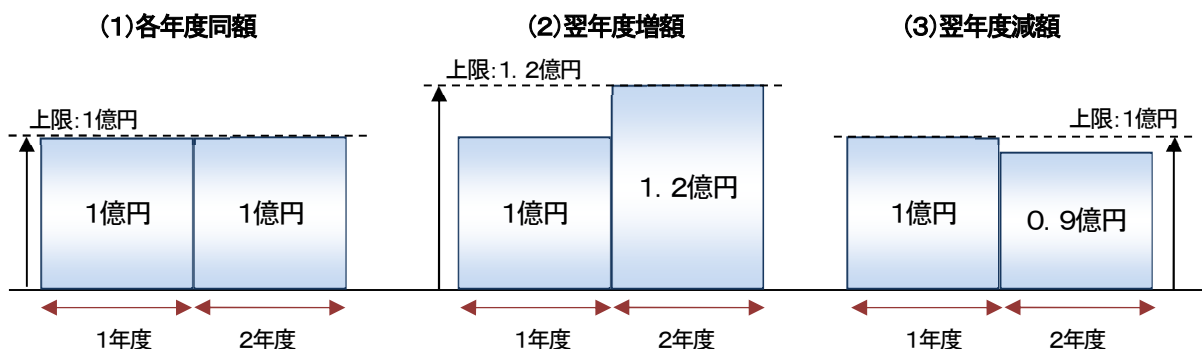 (1)各年度同額
上限:1億円
1億円
1億円
1年度
2年度
(2)翌年度増額
上限:1. 2億円
1億円
1. 2億円
1年度
2年度
(3)翌年度減額
上限:1億円
1億円
0. 9億円
1年度
2年度